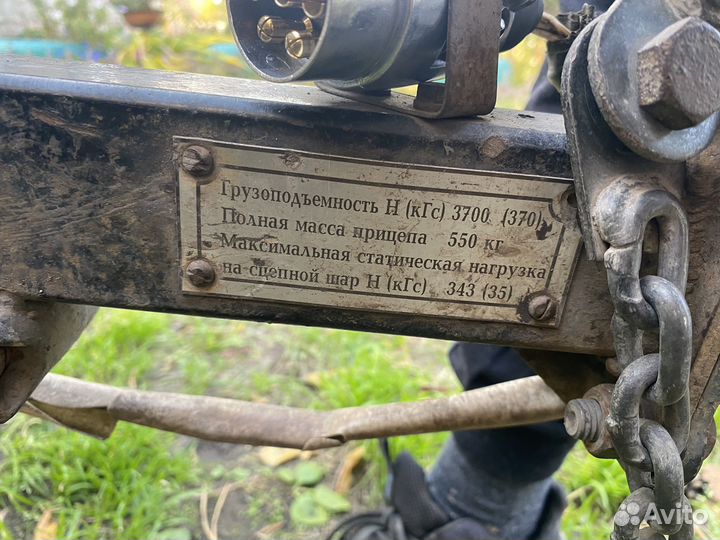 Грузоподъемность Н (кГс) 3700 (370)
Полная масса прицепа 550 кг
Максимальная статическая нагрузка
на сцепной шар Н (кГс) 343 (35)
Avito